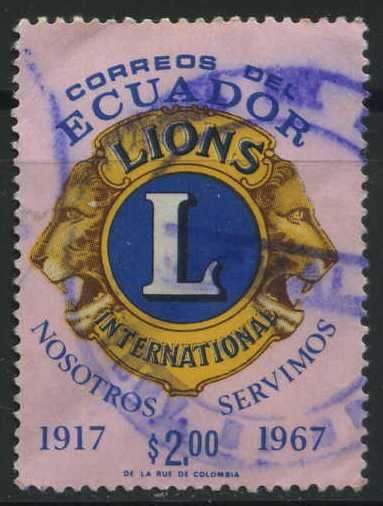 CORREOS DEL
ECUADOR
LIONS
L
INTERNATIONAL
NOSOTROS SERVIMOS
1917 $2.00 1967
DE LA RUE DE COLOMBIA